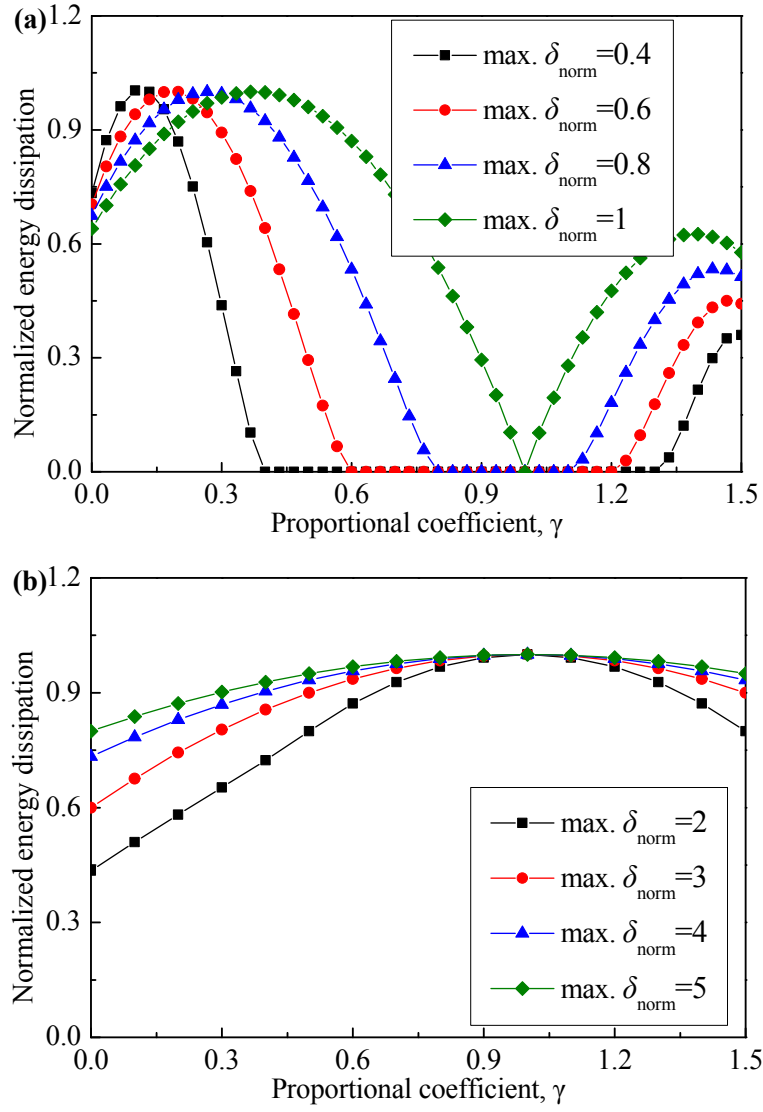 (a)
1.2
0.9
0.6
0.3
0.0
Normalized energy dissipation
max. δnorm=0.4
max. δnorm=0.6
max. δnorm=0.8
max. δnorm=1
0.0 0.3 0.6 0.9 1.2 1.5
Proportional coefficient, γ
(b)
1.2
0.9
0.6
0.3
0.0
Normalized energy dissipation
max. δnorm=2
max. δnorm=3
max. δnorm=4
max. δnorm=5
0.0 0.3 0.6 0.9 1.2 1.5
Proportional coefficient, γ